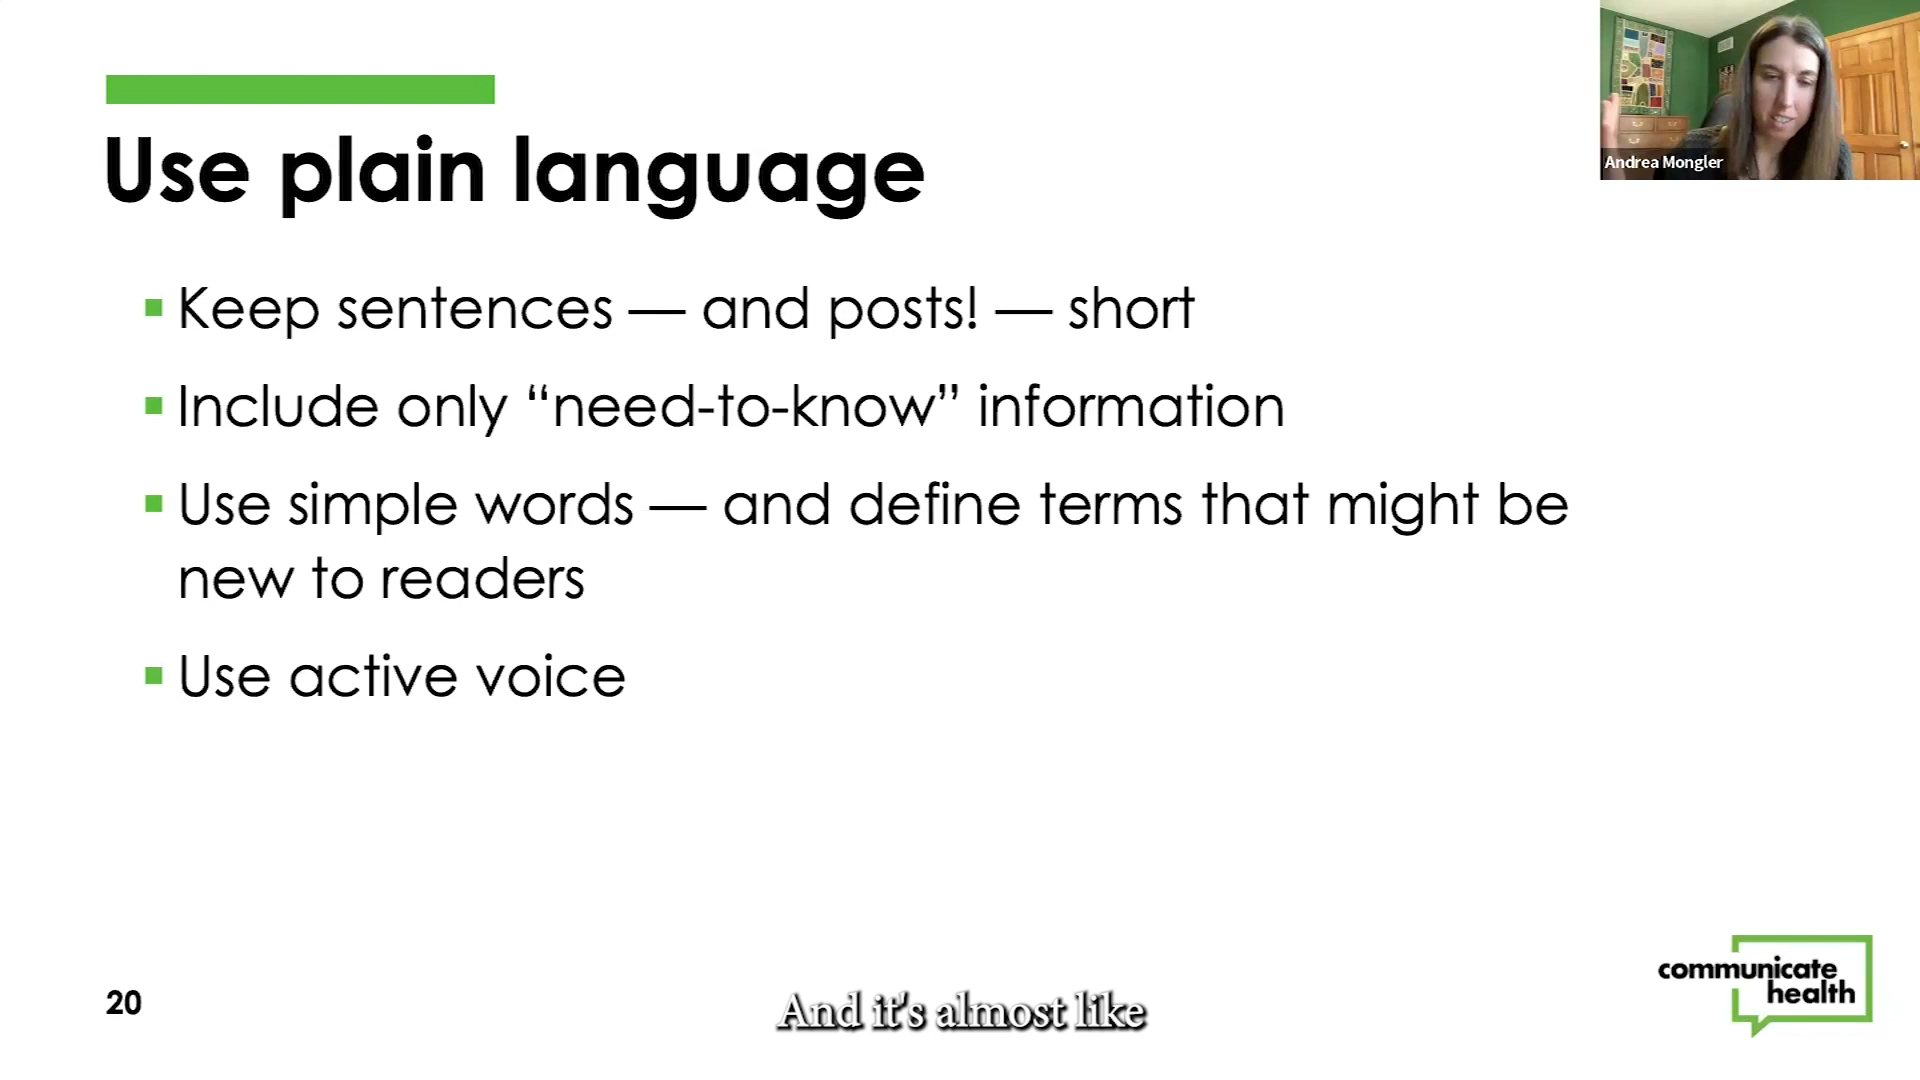 Andrea Mongler
Use plain language
Keep sentences — and posts! — short
Include only “need-to-know” information
Use simple words — and define terms that might be
new to readers
Use active voice
20
And it's almost like
communicate
health